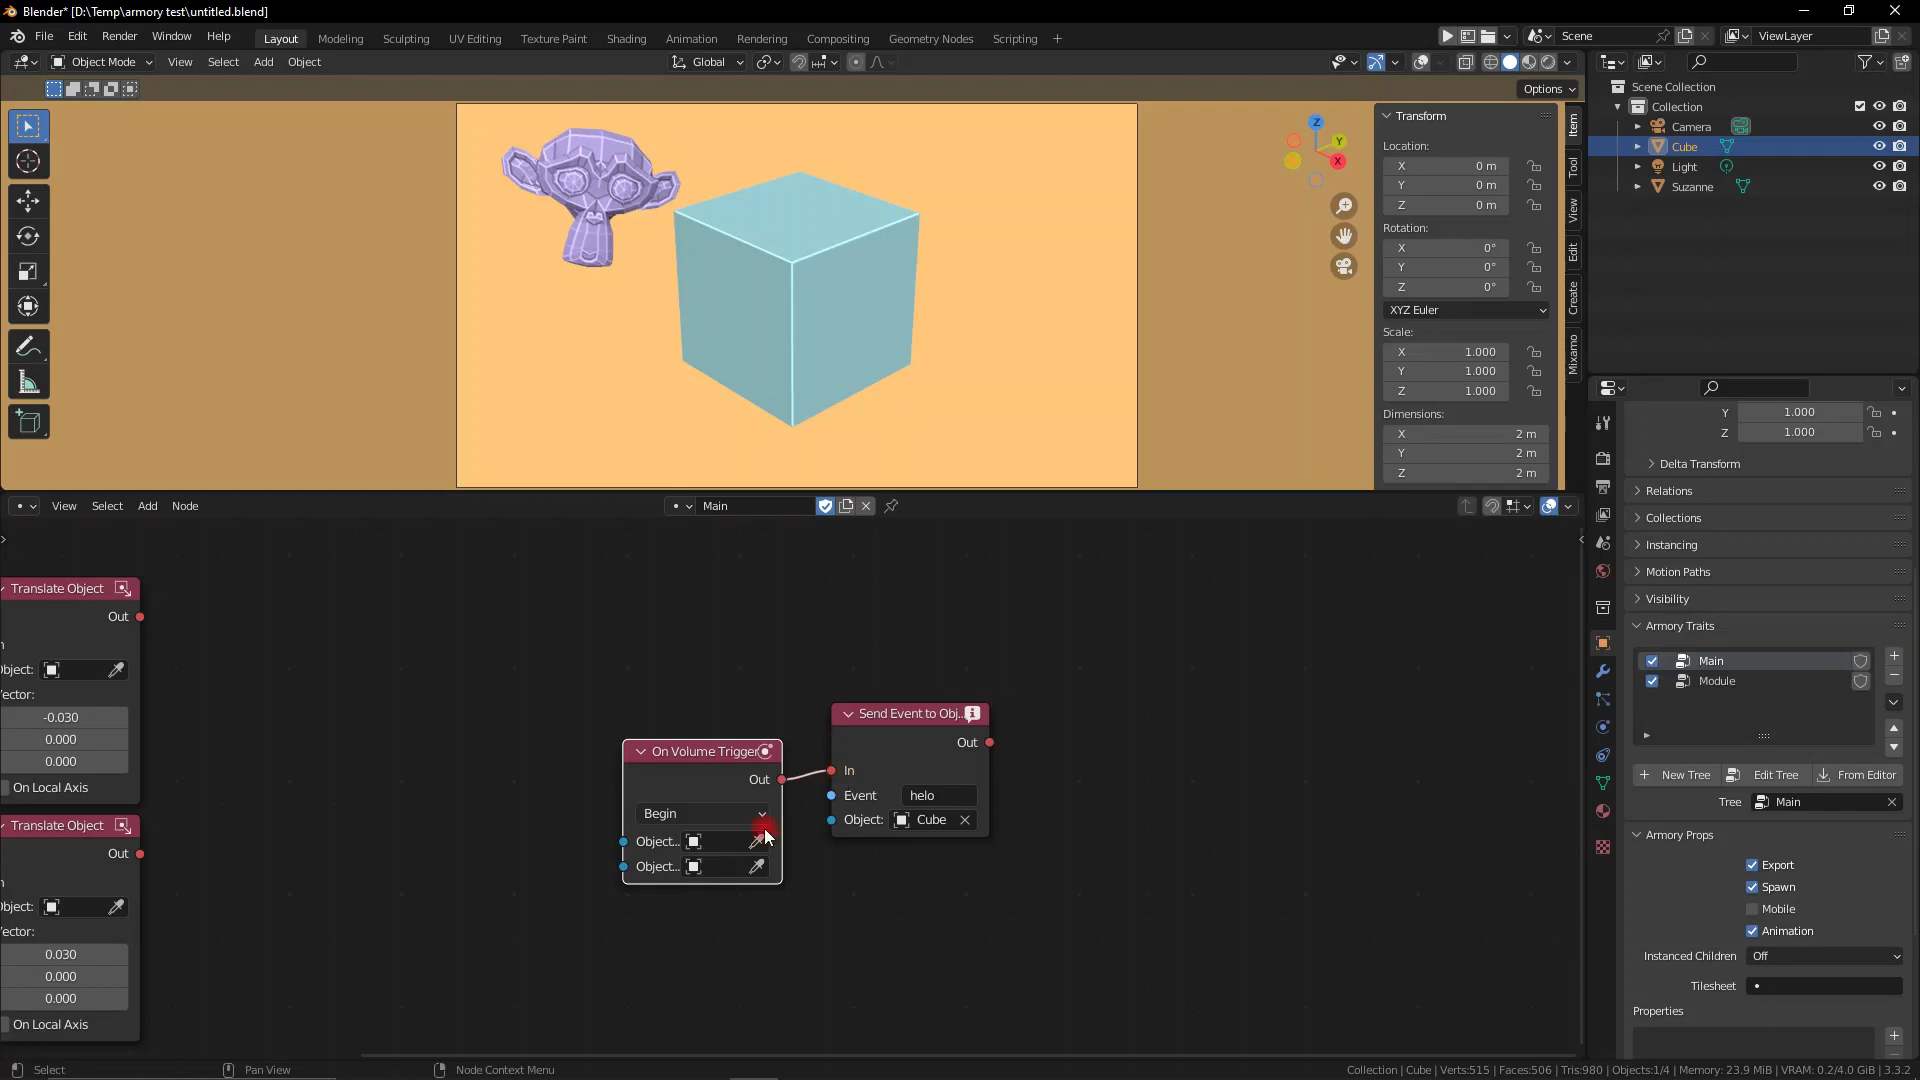 Blender* [D:\Temp\armory test\untitled.blend]
File Edit Render Window Help Layout Modeling Sculpting UV Editing Texture Paint Shading Animation Rendering Compositing Geometry Nodes Scripting +
Scene
ViewLayer
Object Mode View Select Add Object
Global
Options
Transform
Location:
X 0 m
Y 0 m
Z 0 m
Rotation:
X 0°
Y 0°
Z 0°
XYZ Euler
Scale:
X 1.000
Y 1.000
Z 1.000
Dimensions:
X 2 m
Y 2 m
Z 2 m
Item
Tool
View
Edit
Create
Mixamo
Z
Y
X
Scene Collection
Collection
Camera
Cube
Light
Suzanne
Y 1.000
Z 1.000
Delta Transform
Relations
Collections
Instancing
Motion Paths
Visibility
Armory Traits
Main
Module
New Tree Edit Tree From Editor
Tree Main
Armory Props
Export
Spawn
Mobile
Animation
Instanced Children Off
Tilesheet
Properties
View Select Add Node
Main
Translate Object
Out
bject:
ector:
-0.030
0.000
0.000
On Local Axis
Translate Object
Out
bject:
ector:
0.030
0.000
0.000
On Local Axis
On Volume Trigger
Out
Begin
Object..
Object..
Send Event to Obj..
Out
In
Event helo
Object: Cube
Select
Pan View
Node Context Menu
Collection | Cube | Verts:515 | Faces:506 | Tris:980 | Objects:1/4 | Memory: 23.9 MiB | VRAM: 0.2/4.0 GiB | 3.3.2